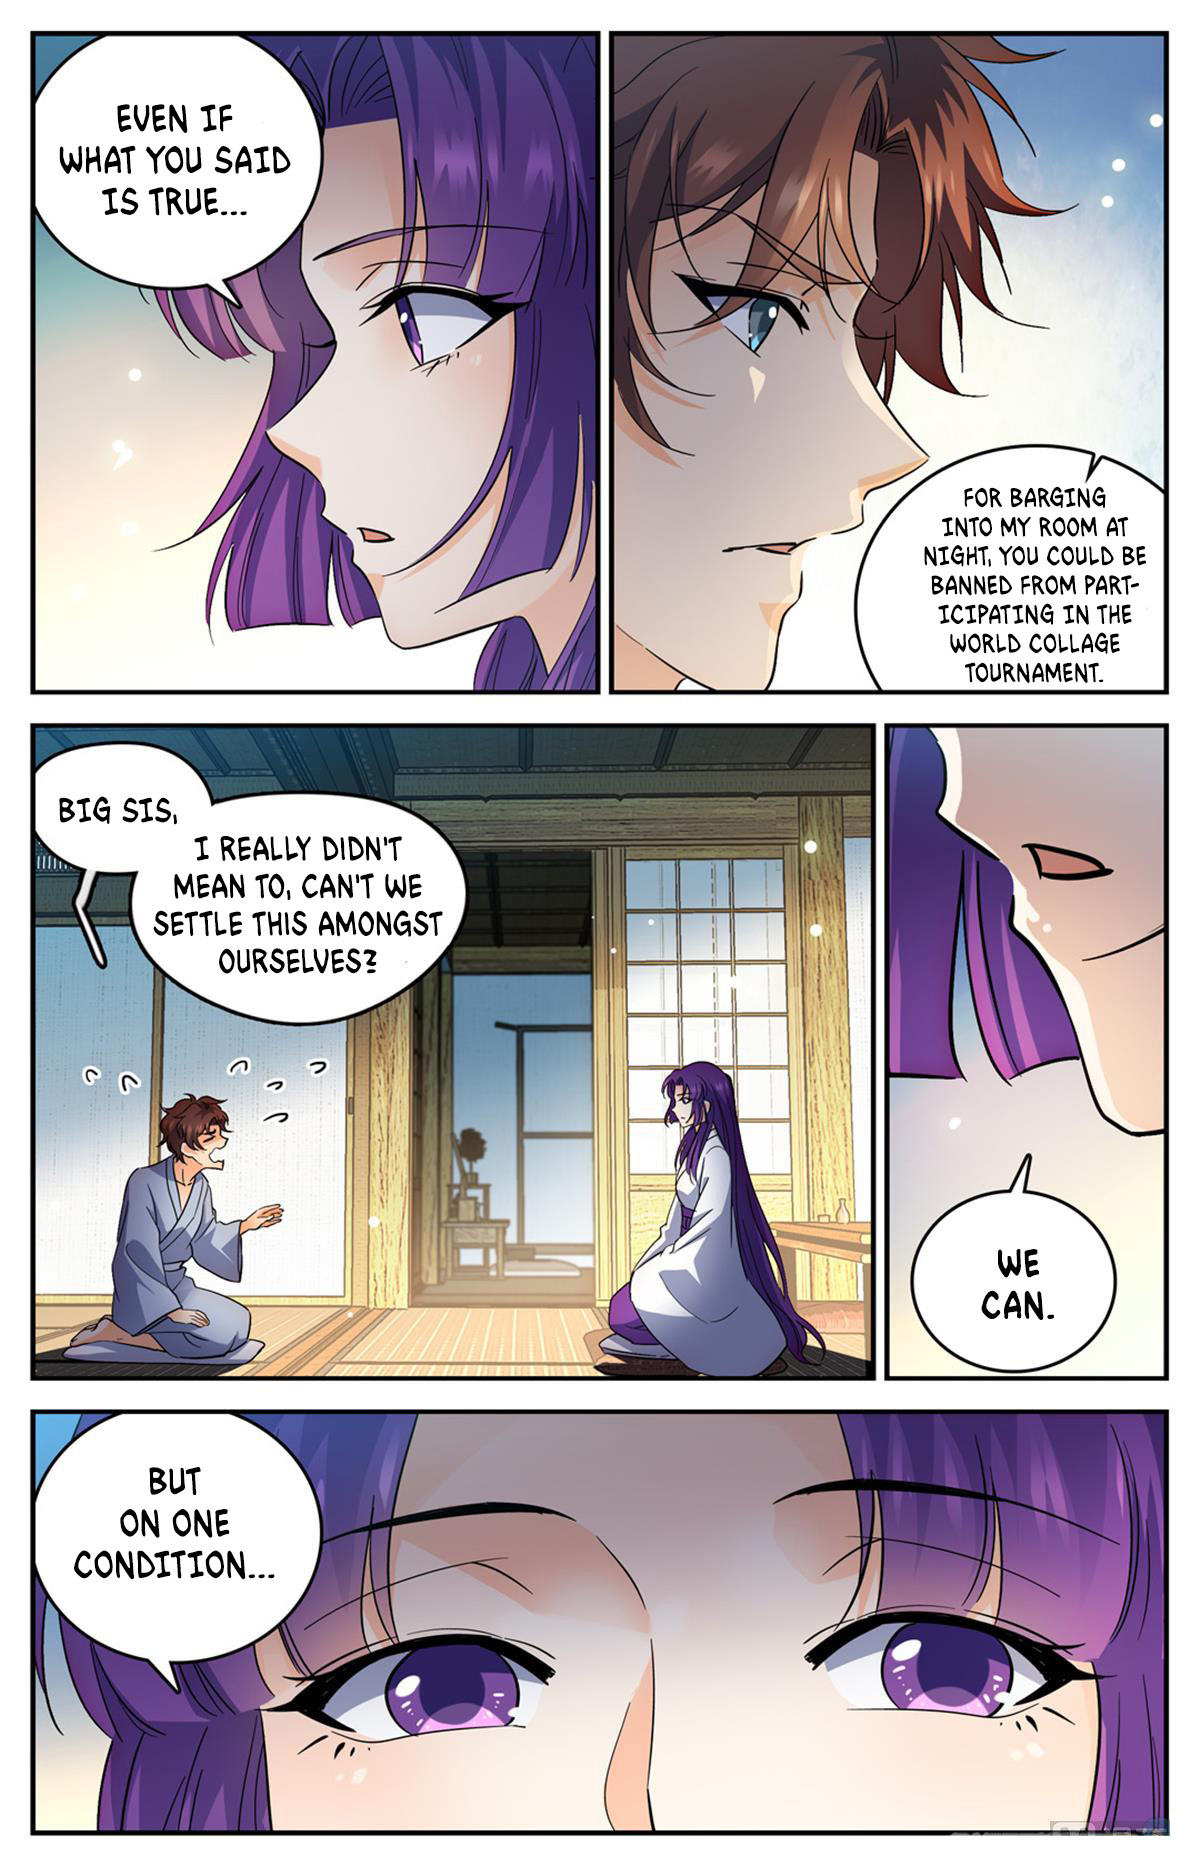 EVEN IF
WHAT YOU SAID
IS TRUE...
FOR BARGING
INTO MY ROOM AT
NIGHT, YOU COULD BE
BANNED FROM PART-
ICIPATING IN THE
WORLD COLLAGE
TOURNAMENT.
BIG SIS,
I REALLY DIDN'T
MEAN TO, CAN'T WE
SETTLE THIS AMONGST
OURSELVES?
WE
CAN.
BUT
ON ONE
CONDITION...